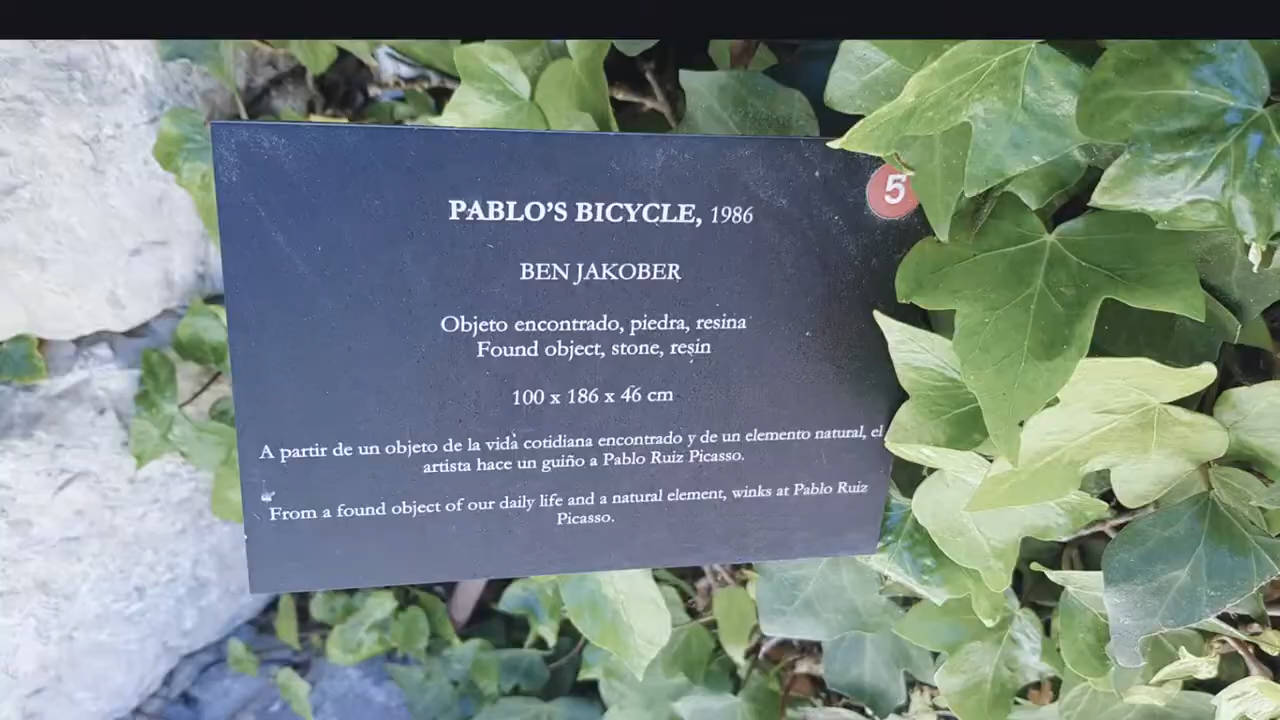 5
PABLO'S BICYCLE, 1986
BEN JAKOBER
Objeto encontrado, piedra, resina
Found object, stone, resin
100 x 186 x 46 cm
A partir de un objeto de la vida cotidiana encontrado y de un elemento natural, el
artista hace un guiño a Pablo Ruiz Picasso.
From a found object of our daily life and a natural element, winks at Pablo Ruiz
Picasso.